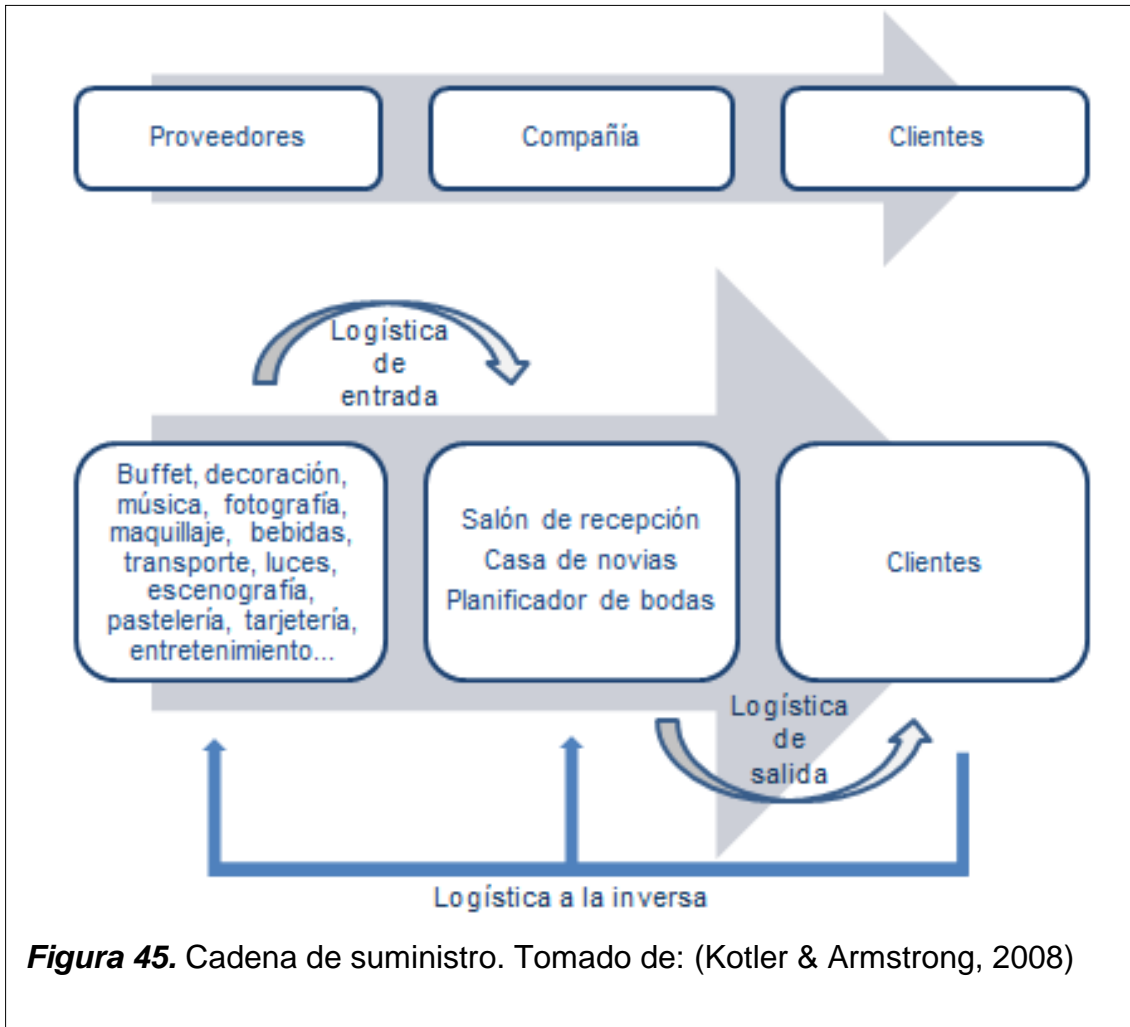 Proveedores
Compañía
Clientes
Logística
de
entrada
Buffet, decoración,
música, fotografía,
maquillaje, bebidas,
transporte, luces,
escenografía,
pastelería, tarjetería,
entretenimiento...
Salón de recepción
Casa de novias
Planificador de bodas
Clientes
Logística
de
salida
Logística a la inversa
Figura 45. Cadena de suministro. Tomado de: (Kotler & Armstrong, 2008)